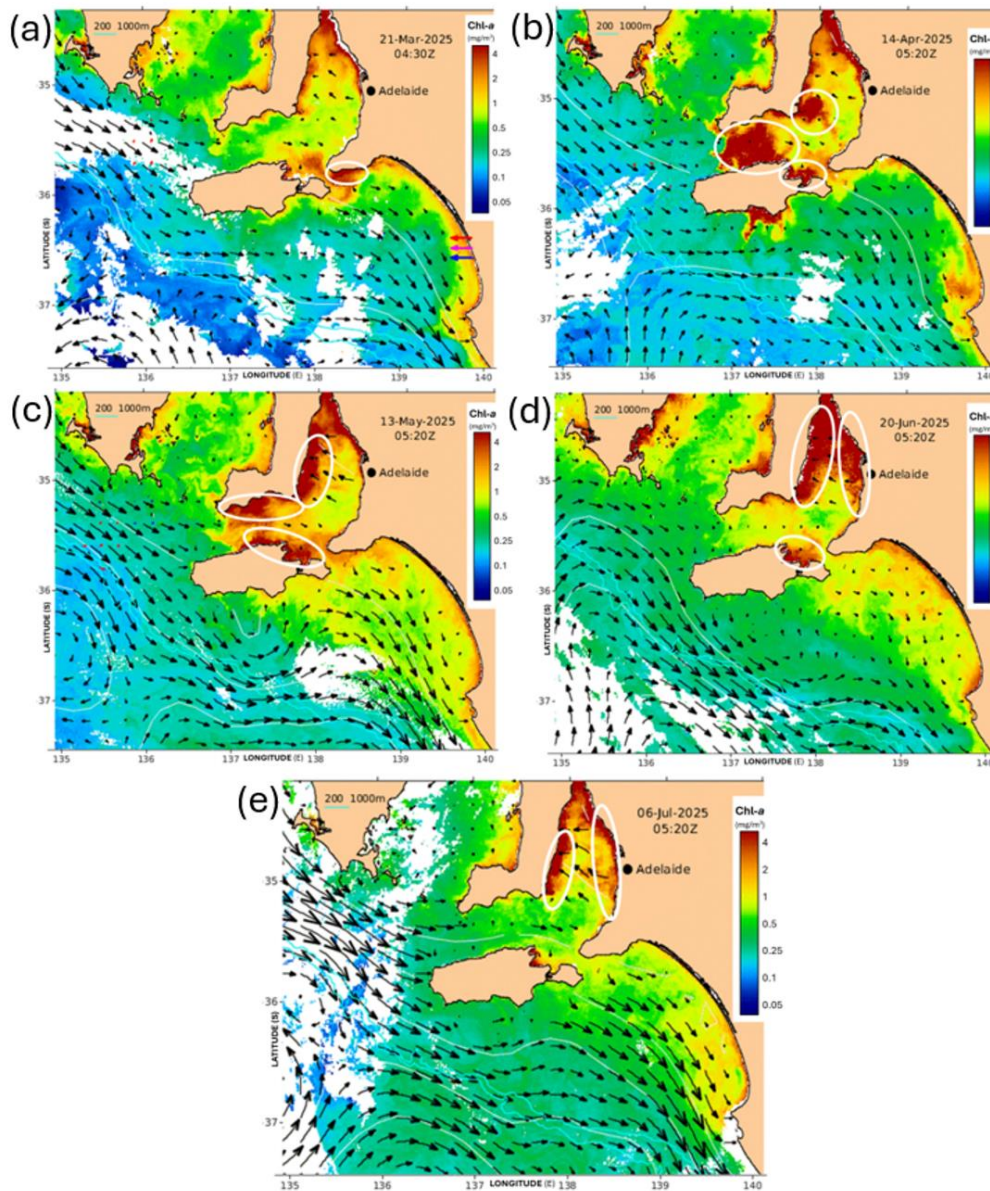 (a)
200 1000m
21-Mar-2025
04:30Z
Chl-a
(mg/m³)
4
2
1
0.5
0.25
0.1
0.05
Adelaide
35
36
37
LATITUDE (S)
135 136 137 LONGITUDE (E) 138 139 140
(b)
200 1000m
14-Apr-2025
05:20Z
Chl-
(mg/m
Adelaide
35
36
37
LATITUDE (S)
135 136 137 LONGITUDE (E) 138 139 140
(c)
200 1000m
13-May-2025
05:20Z
Chl-a
(mg/m³)
4
2
1
0.5
0.25
0.1
0.05
Adelaide
35
36
37
LATITUDE (S)
135 136 137 LONGITUDE (E) 138 139 140
(d)
200 1000m
20-Jun-2025
05:20Z
Chl-
(mg/m
Adelaide
35
36
37
LATITUDE (S)
135 136 137 LONGITUDE (E) 138 139 140
(e)
200 1000m
06-Jul-2025
05:20Z
Chl-a
(mg/m³)
4
2
1
0.5
0.25
0.1
0.05
Adelaide
35
36
37
LATITUDE (S)
135 136 137 LONGITUDE (E) 138 139 140